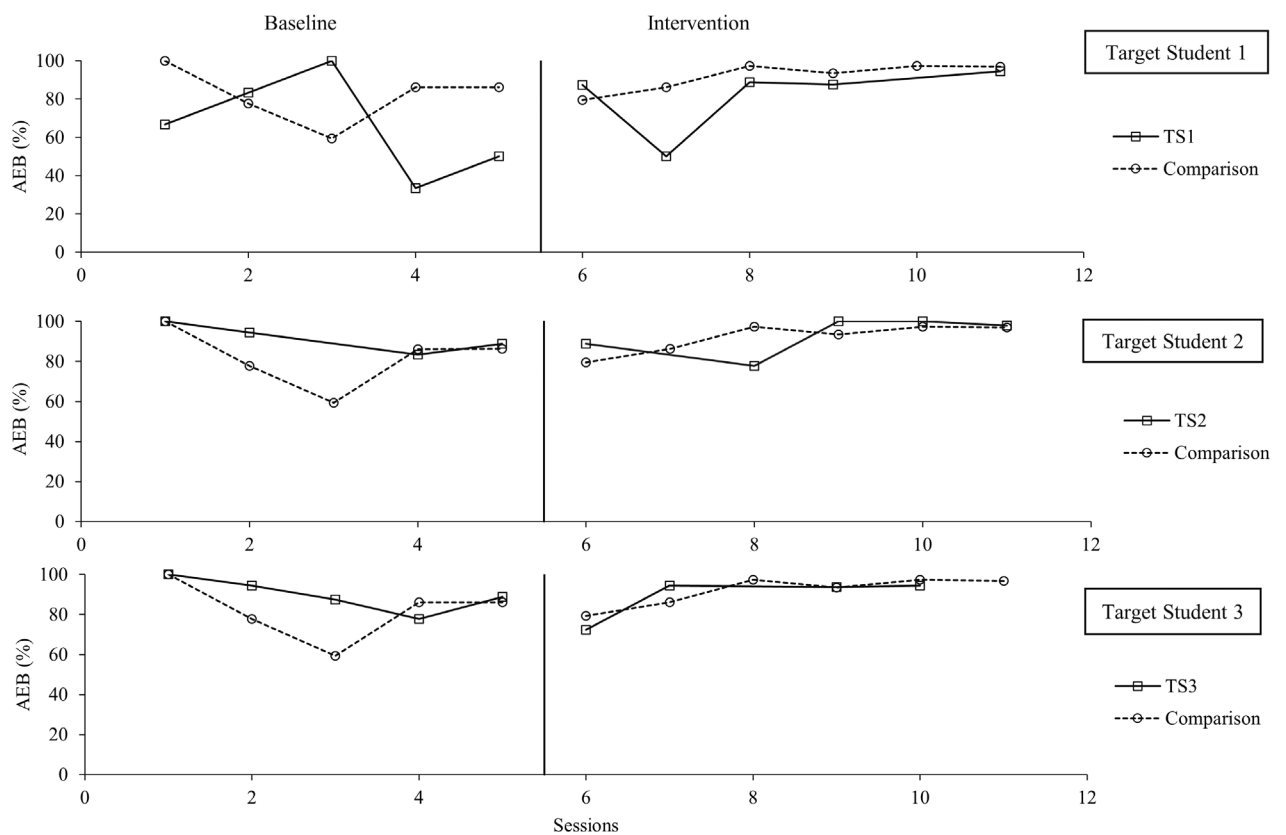 Baseline
Intervention
Target Student 1
100
80
60
40
20
0
AEB (%)
TS1
Comparison
0 2 4 6 8 10 12
Target Student 2
100
80
60
40
20
0
AEB (%)
TS2
Comparison
0 2 4 6 8 10 12
Target Student 3
100
80
60
40
20
0
AEB (%)
TS3
Comparison
0 2 4 6 8 10 12
Sessions